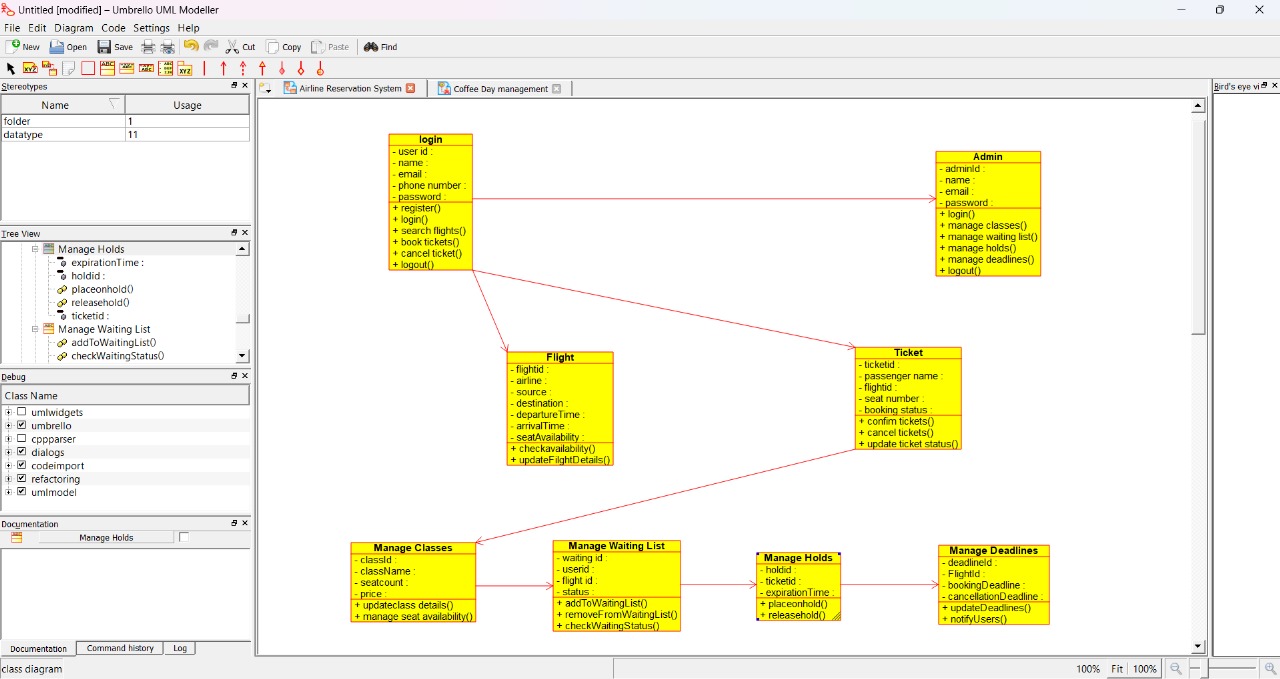 Untitled [modified] – Umbrello UML Modeller
File Edit Diagram Code Settings Help
New Open Save Cut Copy Paste Find
Stereotypes
Name Usage
folder 1
datatype 11
Tree View
Manage Holds
expirationTime :
holdid :
placeonhold()
releasehold()
ticketid :
Manage Waiting List
addToWaitingList()
checkWaitingStatus()
Debug
Class Name
umlwidgets
umbrello
cppparser
dialogs
codeimport
refactoring
umlmodel
Documentation
Manage Holds
Documentation Command history Log
class diagram
Airline Reservation System Coffee Day management
Bird's eye vi
login
- user id :
- name :
- email :
- phone number :
- password :
+ register()
+ login()
+ search flights()
+ book tickets()
+ cancel ticket()
+ logout()
Admin
- adminId :
- name :
- email :
- password :
+ login()
+ manage classes()
+ manage waiting list()
+ manage holds()
+ manage deadlines()
+ logout()
Flight
- flightid :
- airline :
- source :
- destination :
- departureTime :
- arrivalTime :
- seatAvailability :
+ checkavailability()
+ updateFilghtDetails()
Ticket
- ticketid :
- passenger name :
- flightid :
- seat number :
- booking status :
+ confim tickets()
+ cancel tickets()
+ update ticket status()
Manage Classes
- classId :
- className :
- seatcount :
- price :
+ updateclass details()
+ manage seat availability()
Manage Waiting List
- waiting id :
- userid :
- flight id :
- status :
+ addToWaitingList()
+ removeFromWaitingList()
+ checkWaitingStatus()
Manage Holds
- holdid :
- ticketid :
- expirationTime :
+ placeonhold()
+ releasehold()
Manage Deadlines
- deadlineId :
- FlightId :
- bookingDeadline :
- cancellationDeadline :
+ updateDeadlines()
+ notifyUsers()
100% Fit 100%